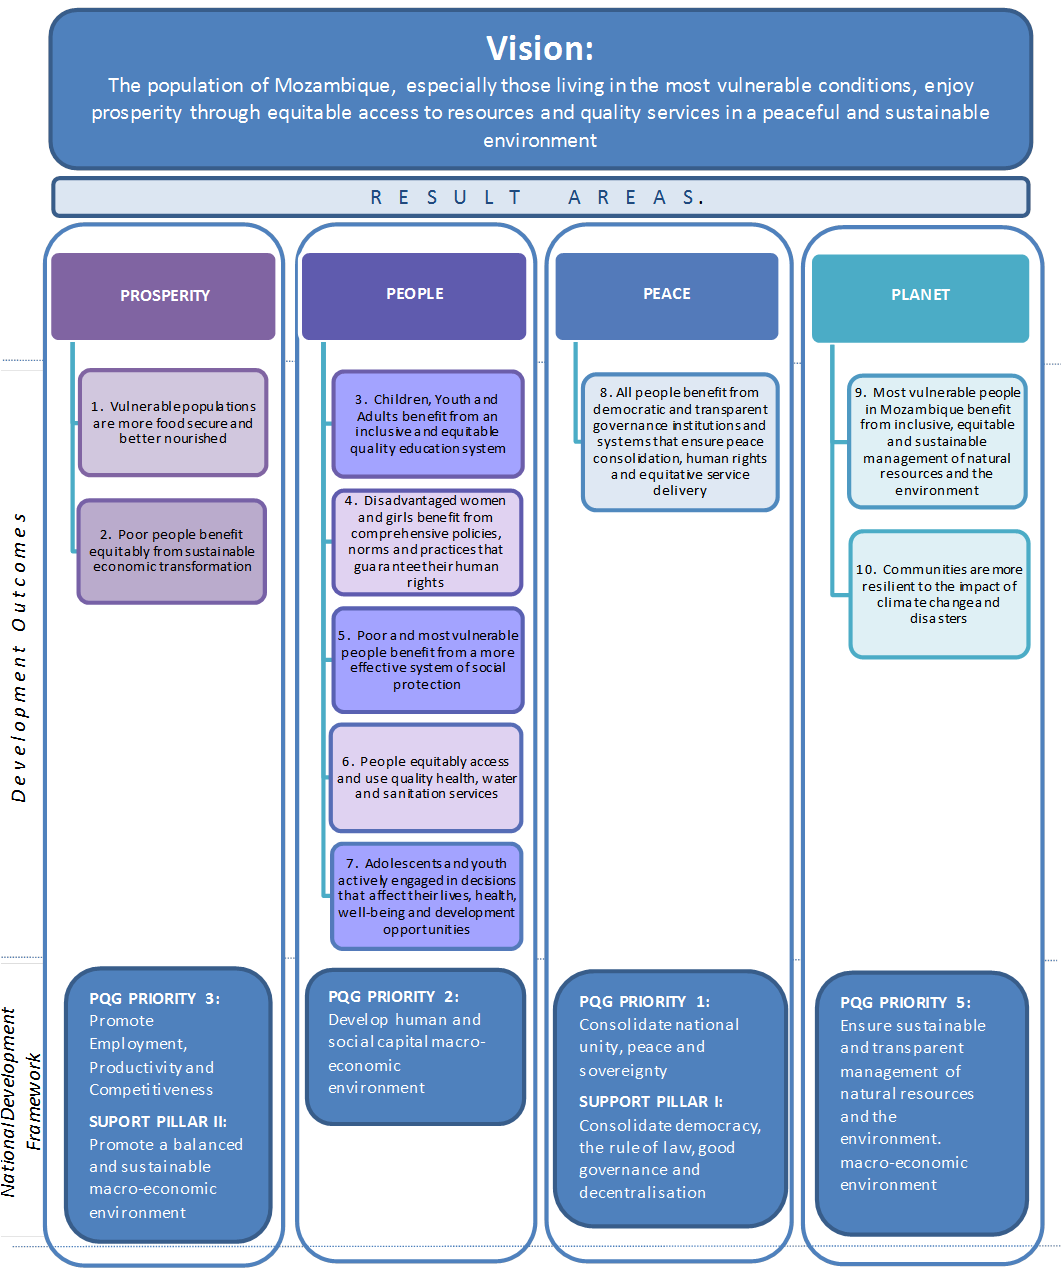 Vision:
The population of Mozambique, especially those living in the most vulnerable conditions, enjoy
prosperity through equitable access to resources and quality services in a peaceful and sustainable
environment
RESULT AREAS.
PROSPERITY
1. Vulnerable populations
are more food secure and
better nourished
2. Poor people benefit
equitably from sustainable
economic transformation
PEOPLE
3. Children, Youth and
Adults benefit from an
inclusive and equitable
quality education system
4. Disadvantaged women
and girls benefit from
comprehensive policies,
norms and practices that
guarantee their human
rights
5. Poor and most vulnerable
people benefit from a more
effective system of social
protection
6. People equitably access
and use quality health, water
and sanitation services
7. Adolescents and youth
actively engaged in decisions
that affect their lives, health,
well-being and development
opportunities
PEACE
8. All people benefit from
democratic and transparent
governance institutions and
systems that ensure peace
consolidation, human rights
and equitative service
delivery
PLANET
9. Most vulnerable people
in Mozambique benefit
from inclusive, equitable
and sustainable
management of natural
resources and the
environment
10. Communities are more
resilient to the impact of
climate change and
disasters
Development Outcomes
National Development
Framework
PQG PRIORITY 3:
Promote
Employment,
Productivity and
Competitiveness
SUPORT PILLAR II:
Promote a balanced
and sustainable
macro-economic
environment
PQG PRIORITY 2:
Develop human and
social capital macro-
economic
environment
PQG PRIORITY 1:
Consolidate national
unity, peace and
sovereignty
SUPPORT PILLAR I:
Consolidate democracy,
the rule of law, good
governance and
decentralisation
PQG PRIORITY 5:
Ensure sustainable
and transparent
management of
natural resources
and the
environment.
macro-economic
environment